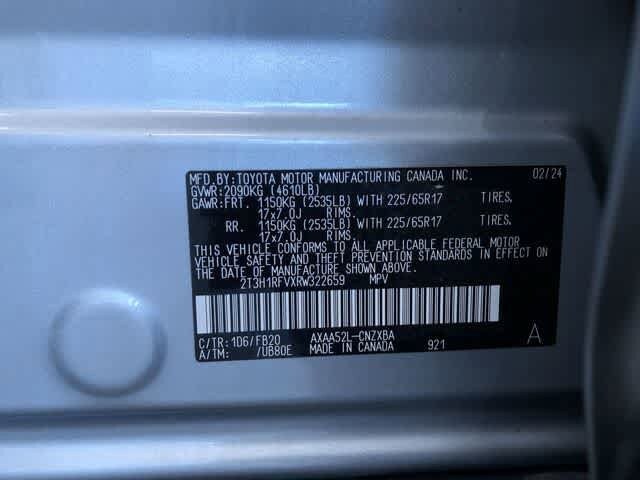 MFD.BY:TOYOTA MOTOR MANUFACTURING CANADA INC. 02/24
GVWR:2090KG (4610LB)
GAWR:FRT. 1150KG (2535LB) WITH 225/65R17 TIRES,
17x7.0J RIMS.
RR. 1150KG (2535LB) WITH 225/65R17 TIRES,
17x7.0J RIMS.
THIS VEHICLE CONFORMS TO ALL APPLICABLE FEDERAL MOTOR
VEHICLE SAFETY AND THEFT PREVENTION STANDARDS IN EFFECT ON
THE DATE OF MANUFACTURE SHOWN ABOVE.
2T3H1RFVXRW322659 MPV
C/TR:1D6/FB20 AXAA52L-CNZXBA
A/TM: /UB80E MADE IN CANADA 921 A